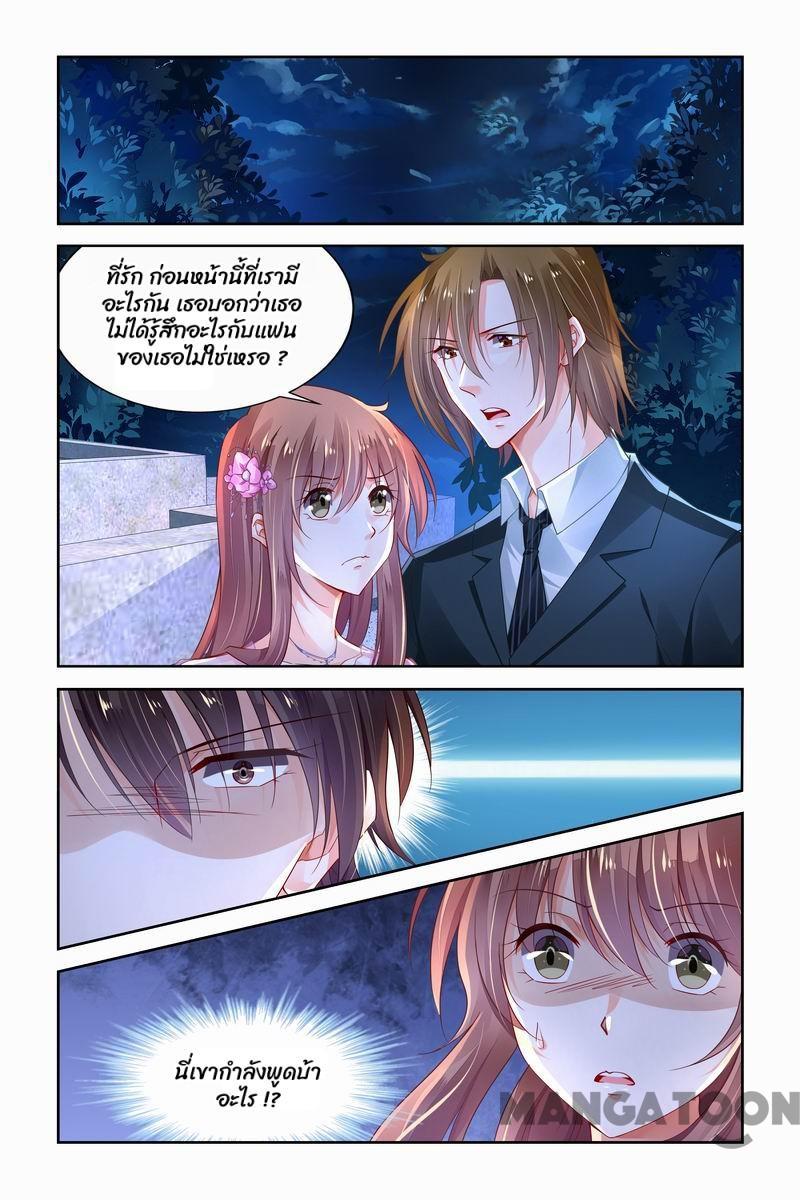 ที่รัก ก่อนหน้านี้ที่เรามี
อะไรกัน เธอบอกว่าเธอ
ไม่ได้รู้สึกอะไรกับแฟน
ของเธอไม่ใช่เหรอ ?
นี่เขากำลังพูดบ้า
อะไร !?
MANGATOON